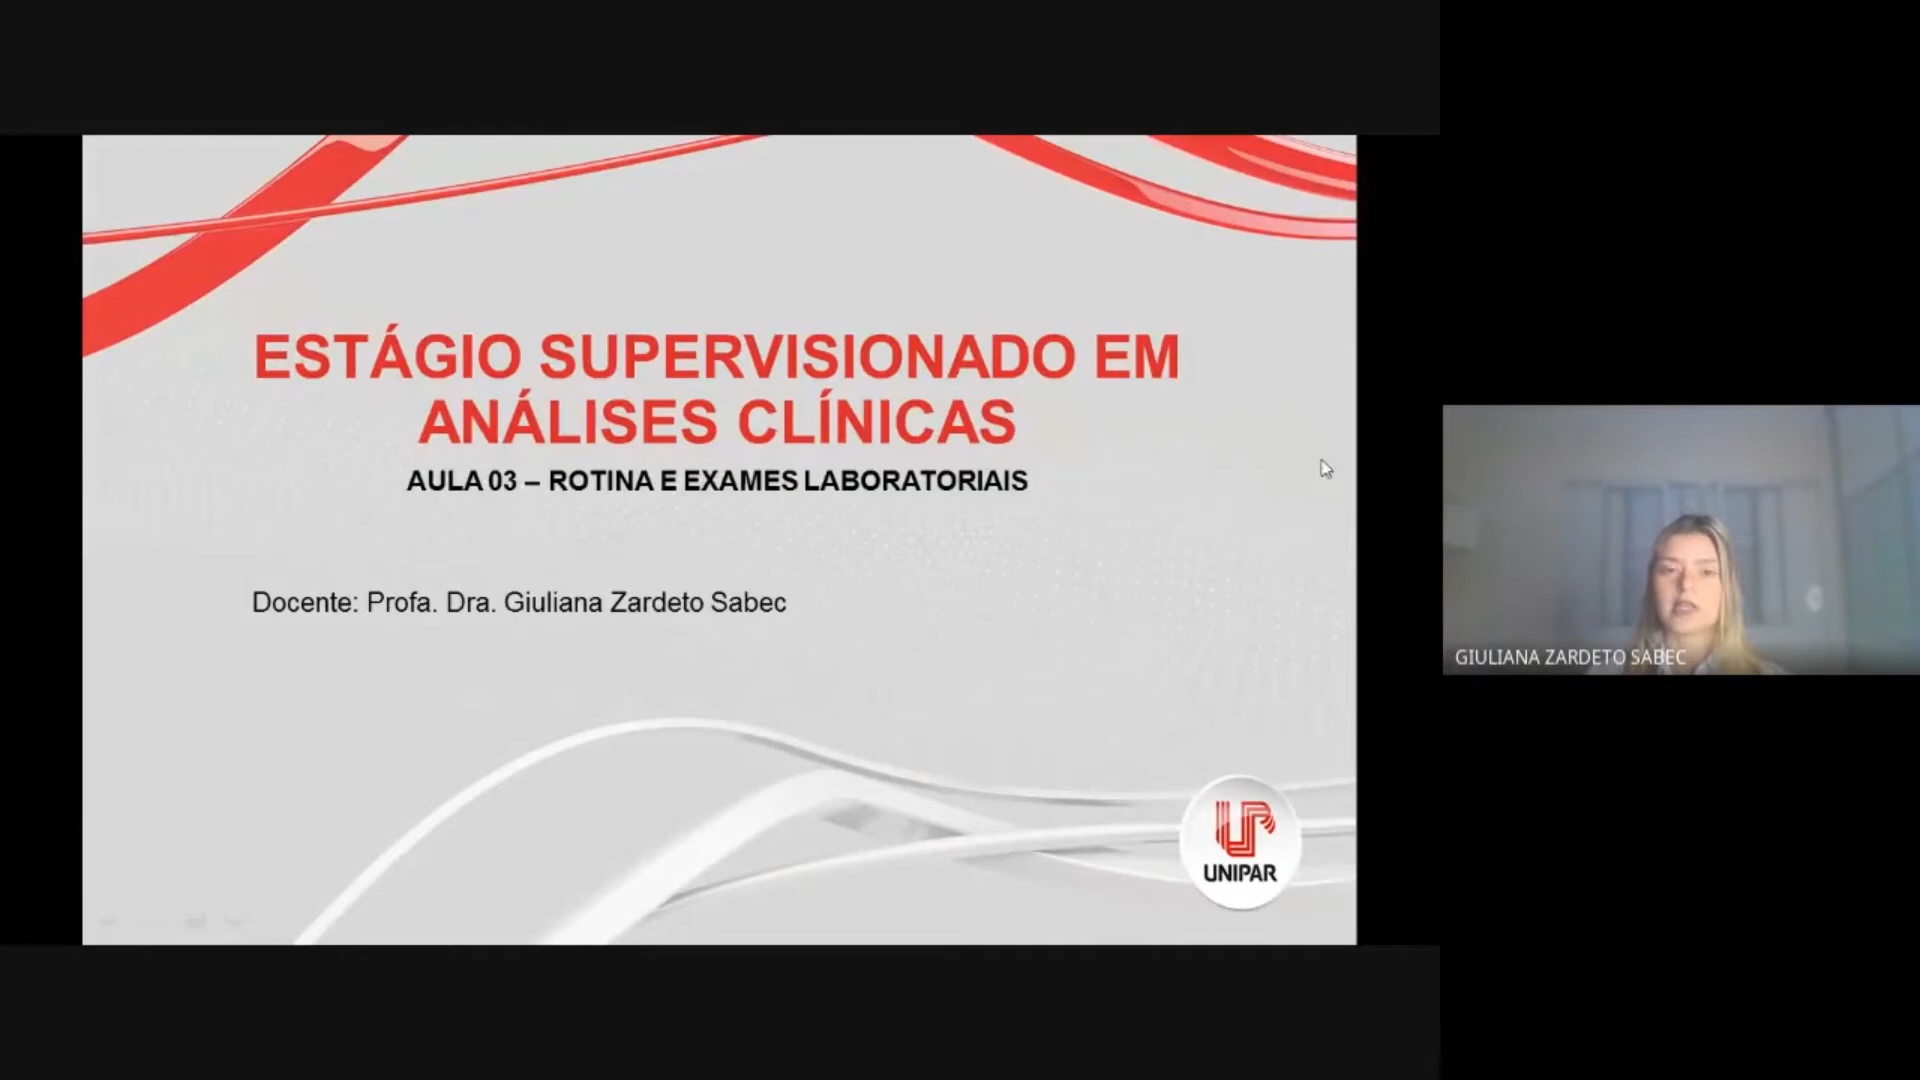 ESTÁGIO SUPERVISIONADO EM
ANÁLISES CLÍNICAS
AULA 03 – ROTINA E EXAMES LABORATORIAIS
Docente: Profa. Dra. Giuliana Zardeto Sabec
UNIPAR
GIULIANA ZARDETO SABEC